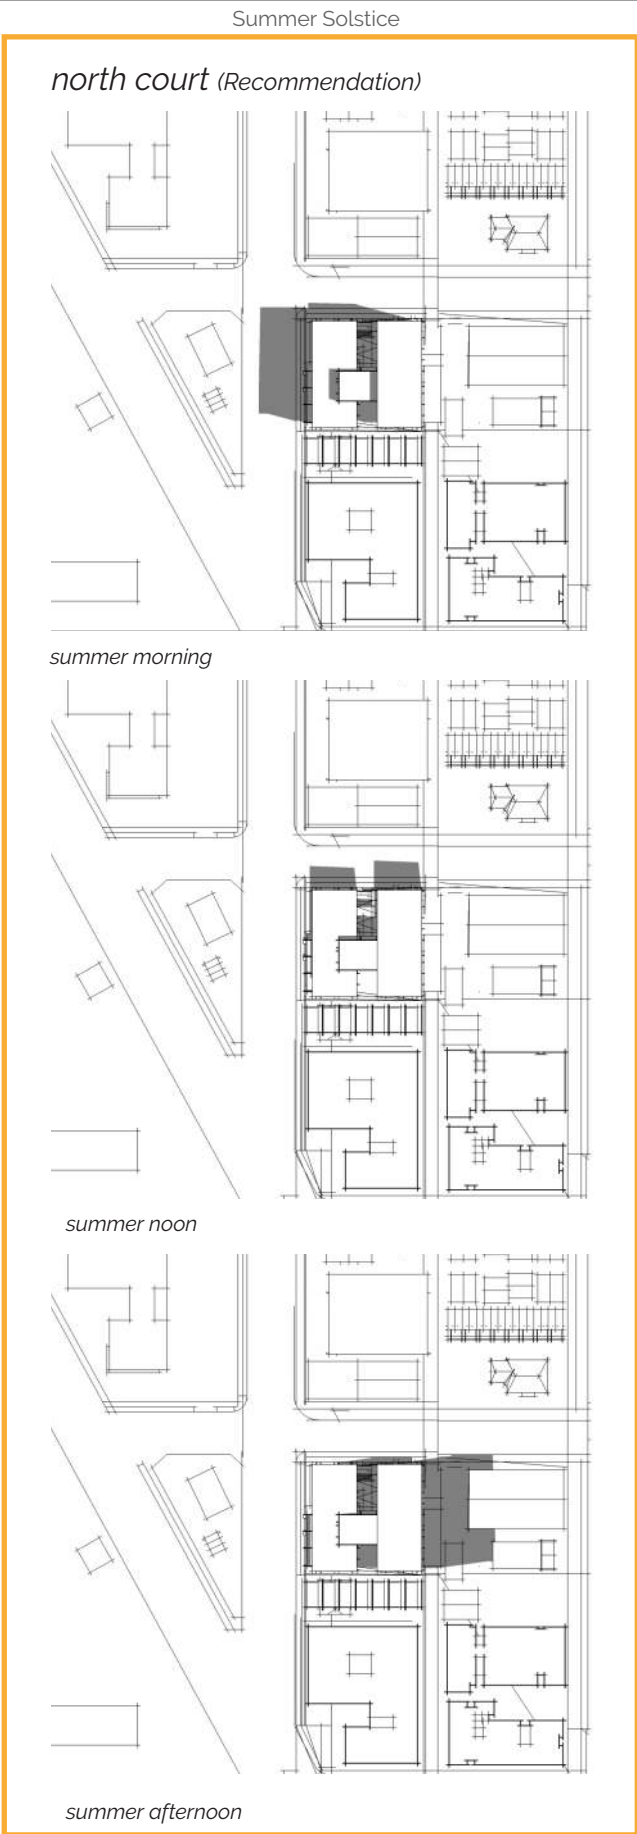 Summer Solstice
north court (Recommendation)
summer morning
summer noon
summer afternoon